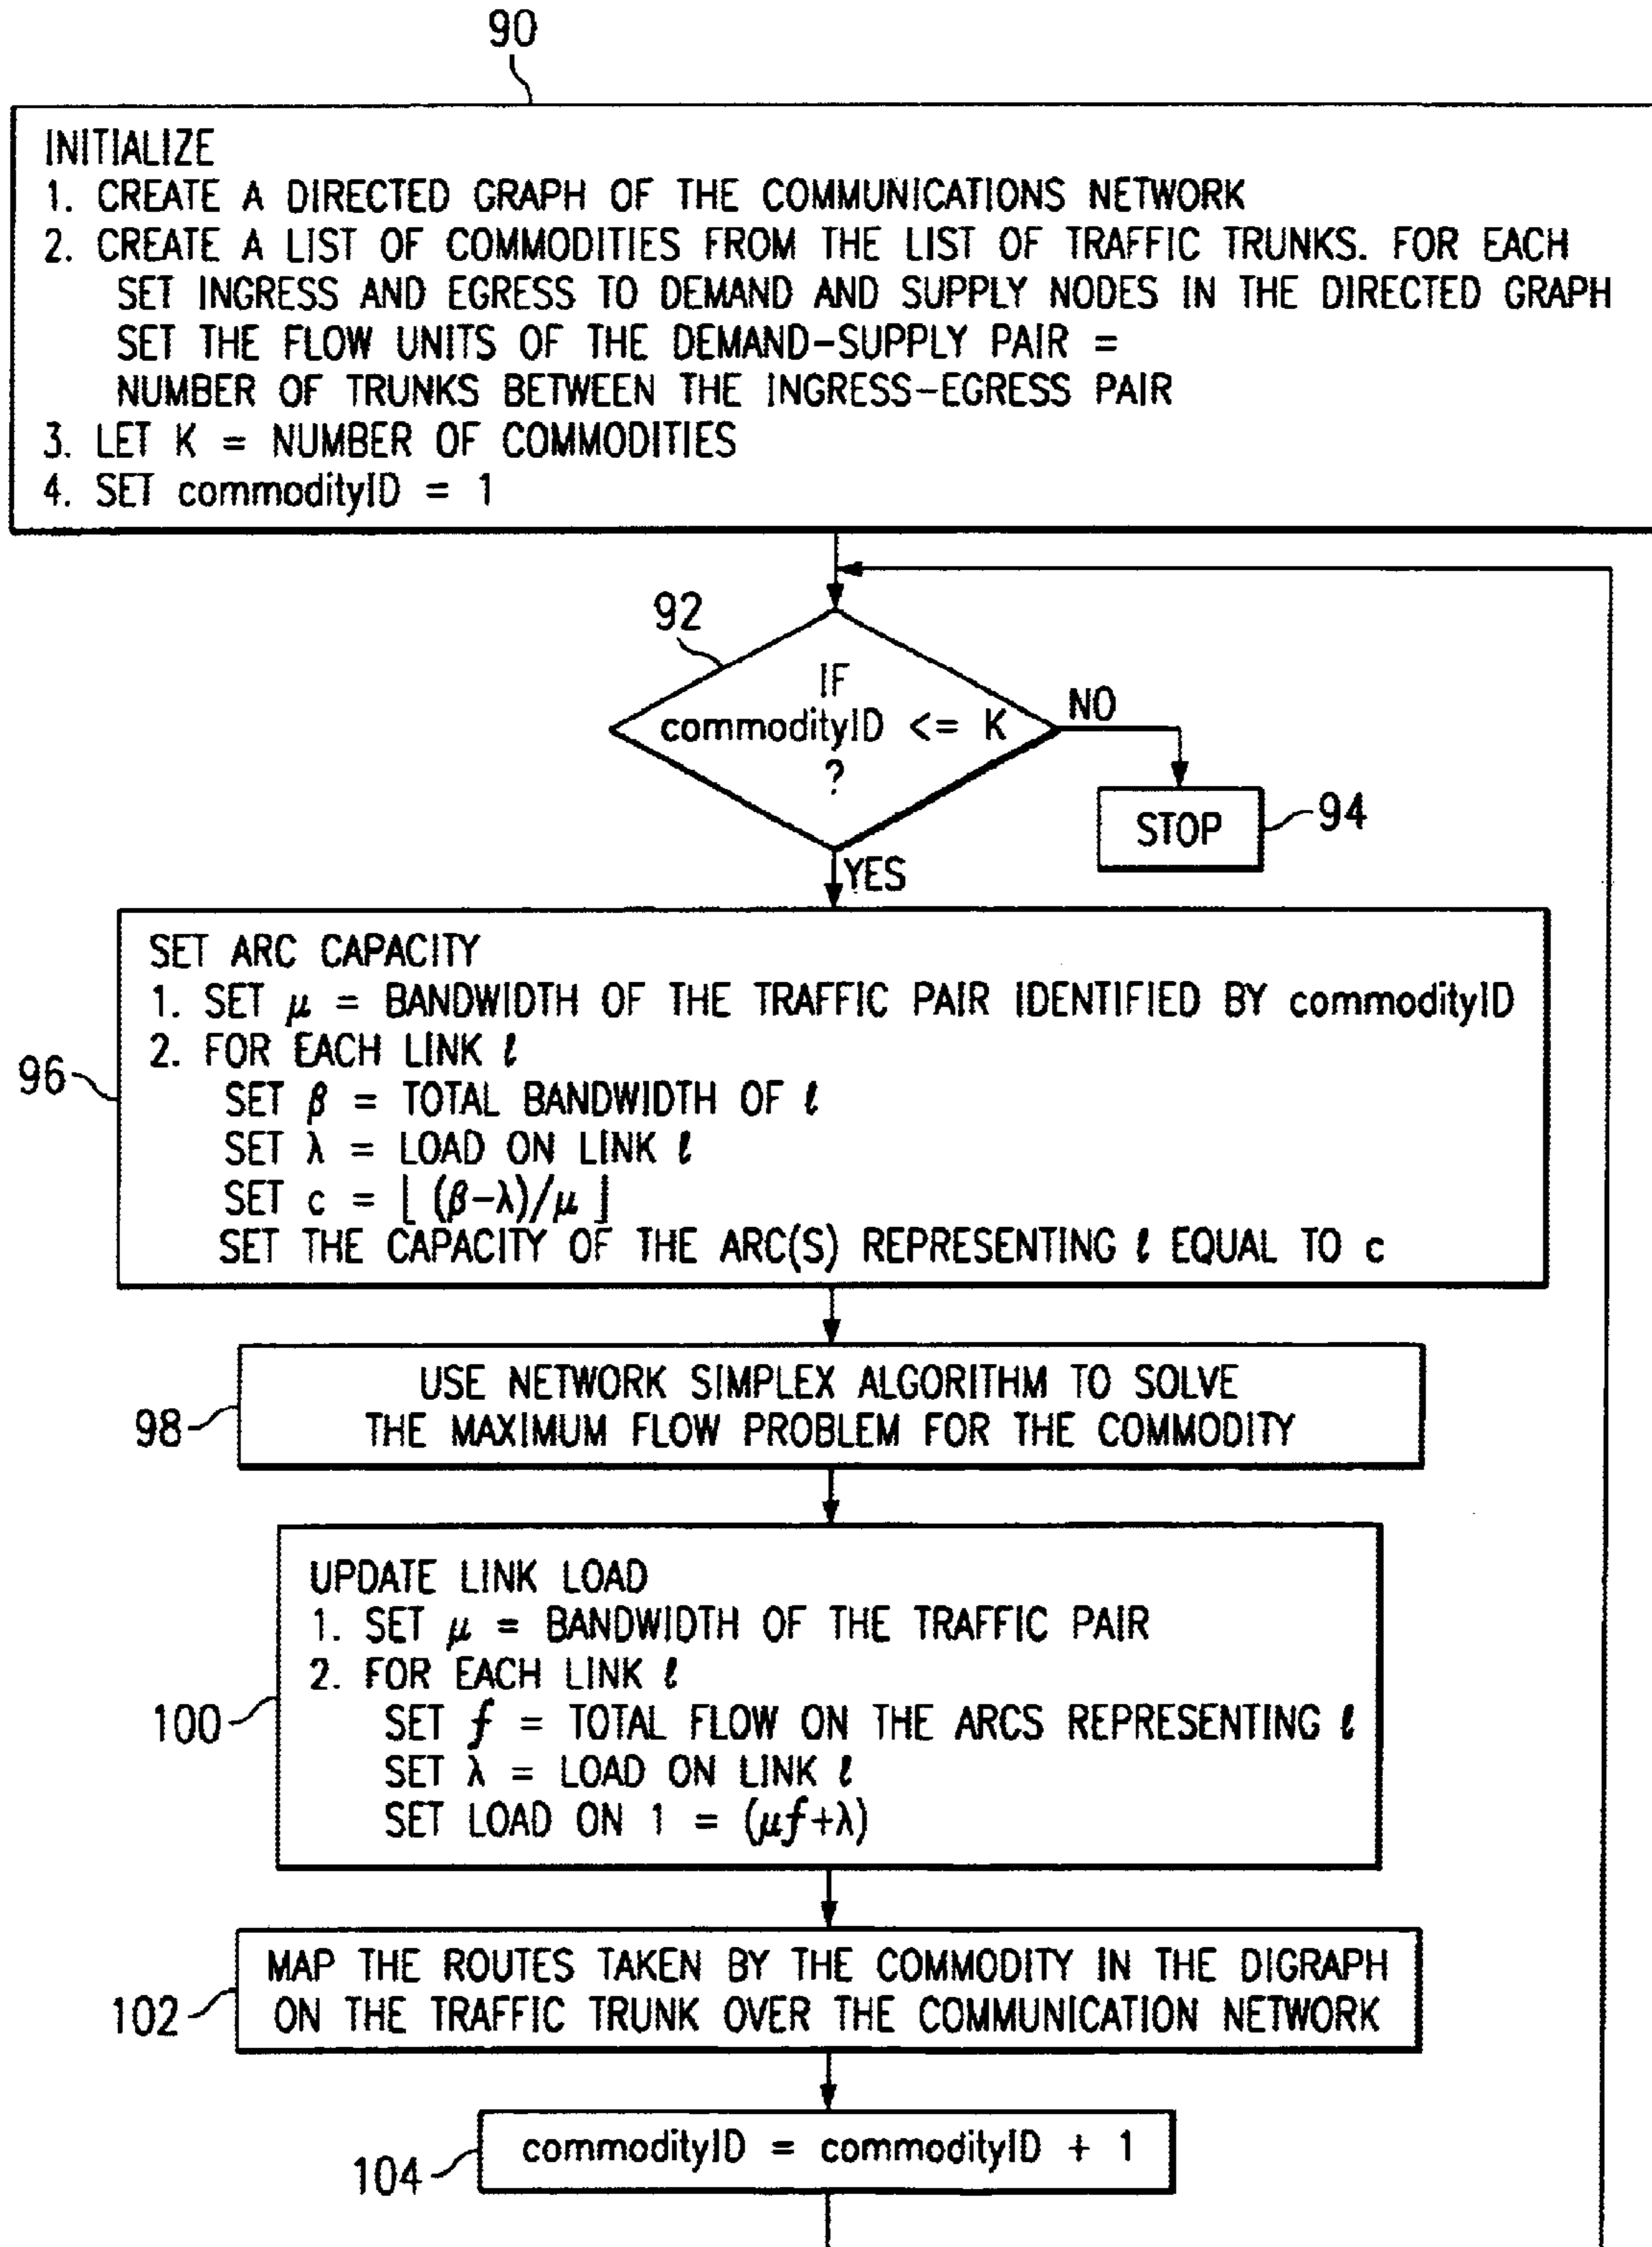 90
INITIALIZE
1. CREATE A DIRECTED GRAPH OF THE COMMUNICATIONS NETWORK
2. CREATE A LIST OF COMMODITIES FROM THE LIST OF TRAFFIC TRUNKS. FOR EACH
SET INGRESS AND EGRESS TO DEMAND AND SUPPLY NODES IN THE DIRECTED GRAPH
SET THE FLOW UNITS OF THE DEMAND-SUPPLY PAIR =
NUMBER OF TRUNKS BETWEEN THE INGRESS-EGRESS PAIR
3. LET K = NUMBER OF COMMODITIES
4. SET commodityID = 1
92
IF
commodityID <= K
?
NO
STOP
94
YES
96
SET ARC CAPACITY
1. SET μ = BANDWIDTH OF THE TRAFFIC PAIR IDENTIFIED BY commodityID
2. FOR EACH LINK ℓ
SET β = TOTAL BANDWIDTH OF ℓ
SET λ = LOAD ON LINK ℓ
SET c = ⌊ (β-λ)/μ ⌋
SET THE CAPACITY OF THE ARC(S) REPRESENTING ℓ EQUAL TO c
98
USE NETWORK SIMPLEX ALGORITHM TO SOLVE
THE MAXIMUM FLOW PROBLEM FOR THE COMMODITY
100
UPDATE LINK LOAD
1. SET μ = BANDWIDTH OF THE TRAFFIC PAIR
2. FOR EACH LINK ℓ
SET f = TOTAL FLOW ON THE ARCS REPRESENTING ℓ
SET λ = LOAD ON LINK ℓ
SET LOAD ON 1 = (μf+λ)
102
MAP THE ROUTES TAKEN BY THE COMMODITY IN THE DIGRAPH
ON THE TRAFFIC TRUNK OVER THE COMMUNICATION NETWORK
104
commodityID = commodityID + 1